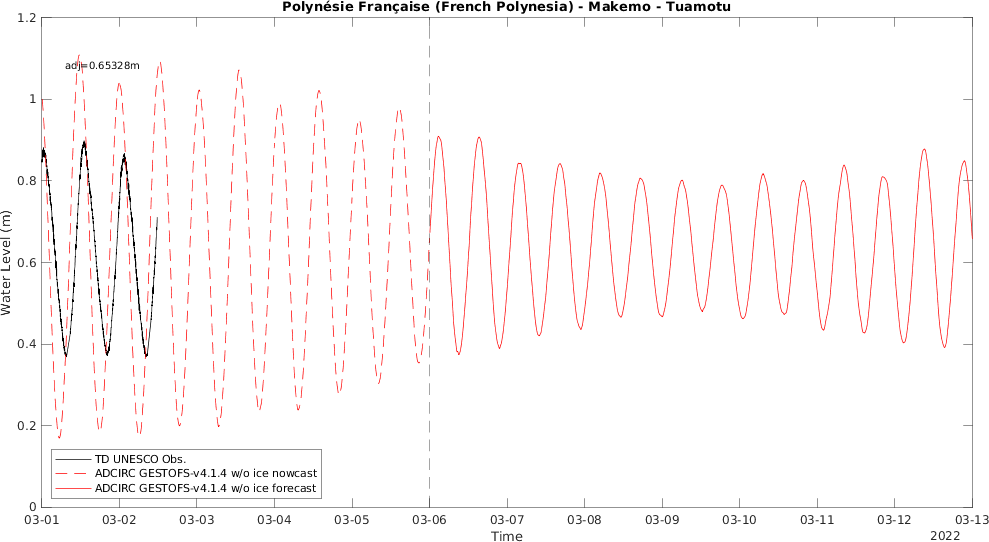 Polynésie Française (French Polynesia) - Makemo - Tuamotu
1.2
1
0.8
0.6
0.4
0.2
0
Water Level (m)
adj=0.65328m
TD UNESCO Obs.
ADCIRC GESTOFS-v4.1.4 w/o ice nowcast
ADCIRC GESTOFS-v4.1.4 w/o ice forecast
03-01 03-02 03-03 03-04 03-05 03-06 03-07 03-08 03-09 03-10 03-11 03-12 03-13
Time
2022